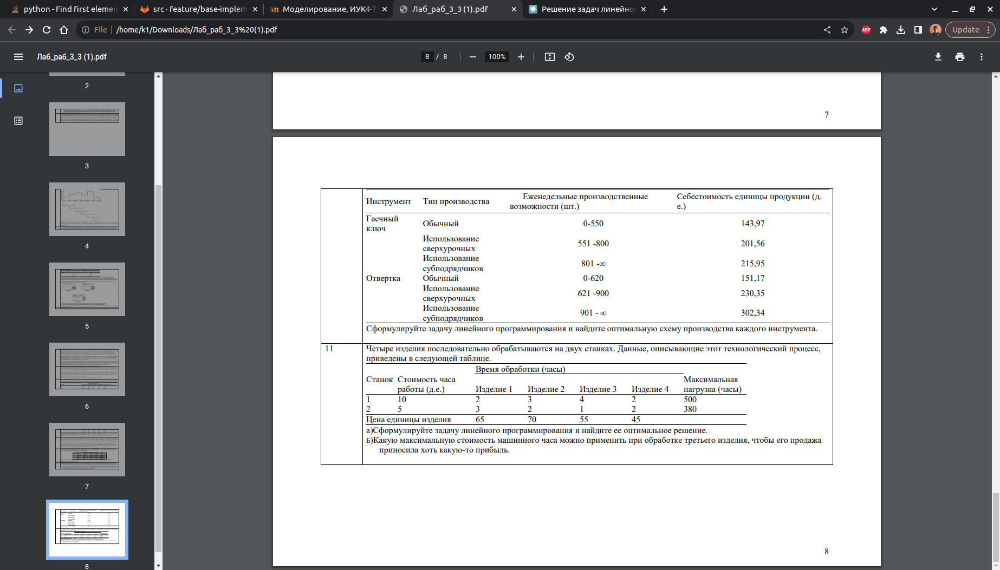 python - Find first elemen
src · feature/base-implem
Моделирование, ИУК4-7
Лаб_раб_3_3 (1).pdf
Решение задач линейно
File
/home/k1/Downloads/Лаб_раб_3_3%20(1).pdf
ABP
Update
Лаб_раб_3_3 (1).pdf
8 / 8
100%
2
3
4
5
6
7
8
7
Инструмент Тип производства Еженедельные производственные возможности (шт.) Себестоимость единицы продукции (д. е.)
Гаечный ключ Обычный 0-550 143,97
Использование сверхурочных 551 -800 201,56
Использование субподрядчиков 801 -∞ 215,95
Отвертка Обычный 0-620 151,17
Использование сверхурочных 621 -900 230,35
Использование субподрядчиков 901 - ∞ 302,34
Сформулируйте задачу линейного программирования и найдите оптимальную схему производства каждого инструмента.
11
Четыре изделия последовательно обрабатываются на двух станках. Данные, описывающие этот технологический процесс,
приведены в следующей таблице.
Время обработки (часы)
Станок Стоимость часа работы (д.е.) Изделие 1 Изделие 2 Изделие 3 Изделие 4 Максимальная нагрузка (часы)
1 10 2 3 4 2 500
2 5 3 2 1 2 380
Цена единицы изделия 65 70 55 45
а)Сформулируйте задачу линейного программирования и найдите ее оптимальное решение.
Б)Какую максимальную стоимость машинного часа можно применить при обработке третьего изделия, чтобы его продажа
приносила хоть какую-то прибыль.
8